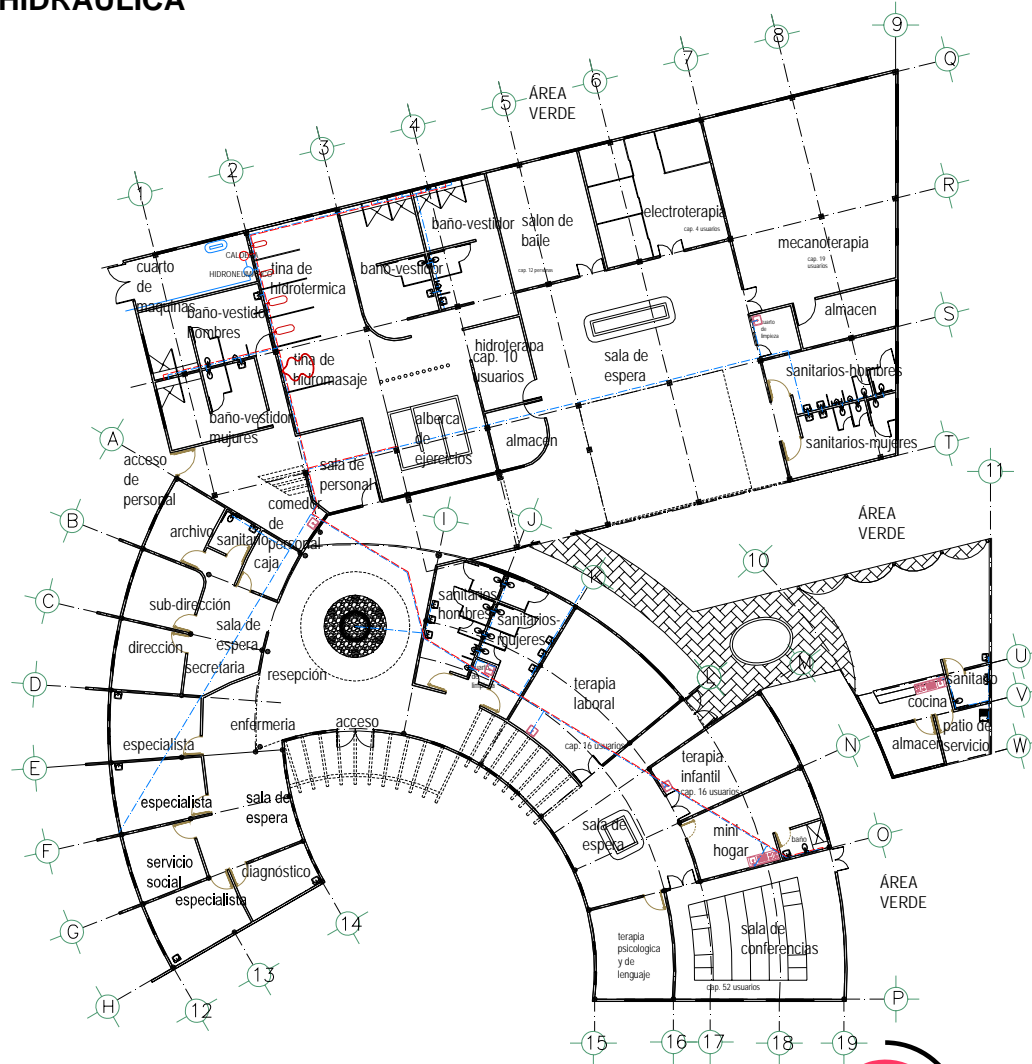 HIDRAULICA
9
8
7
6
5
4
3
2
1
Q
R
S
T
ÁREA
VERDE
baño-vestidor
salon de
baile
cap. 12 personas
electroterapia
cap. 4 usuarios
mecanoterapia
cap. 19
usuarios
almacen
cuarto
de
limpieza
sanitarios-hombres
sanitarios-mujeres
cuarto
de
maquinas
HIDRONEUMATICO
tina de
hidrotermica
baño-vestidor
baño-vestidor
hombres
tina de
hidromasaje
hidroterapa
cap. 10
usuarios
sala de
espera
baño-vestidor
mujures
alberca
de
ejercicios
almacen
A
acceso
de
personal
sala de
personal
comedor
de
personal
B
archivo
sanitario
caja
I
J
K
ÁREA
VERDE
11
10
C
sub-dirección
dirección
sala de
espera
secretaria
sanitarios
hombres
sanitarios-
mujeres
D
resepción
enfermeria
acceso
terapia
laboral
cap. 16 usuarios
L
M
sanitario
cocina
almacen
patio de
servicio
U
V
W
E
especialista
especialista
sala de
espera
terapia
infantil
cap. 16 usuarios
N
F
servicio
social
diagnóstico
especialista
sala de
espera
mini
hogar
baño
O
G
14
13
12
H
ÁREA
VERDE
terapia
psicologica
y de
lenguaje
sala de
conferencias
cap. 52 usuarios
P
15
16
17
18
19